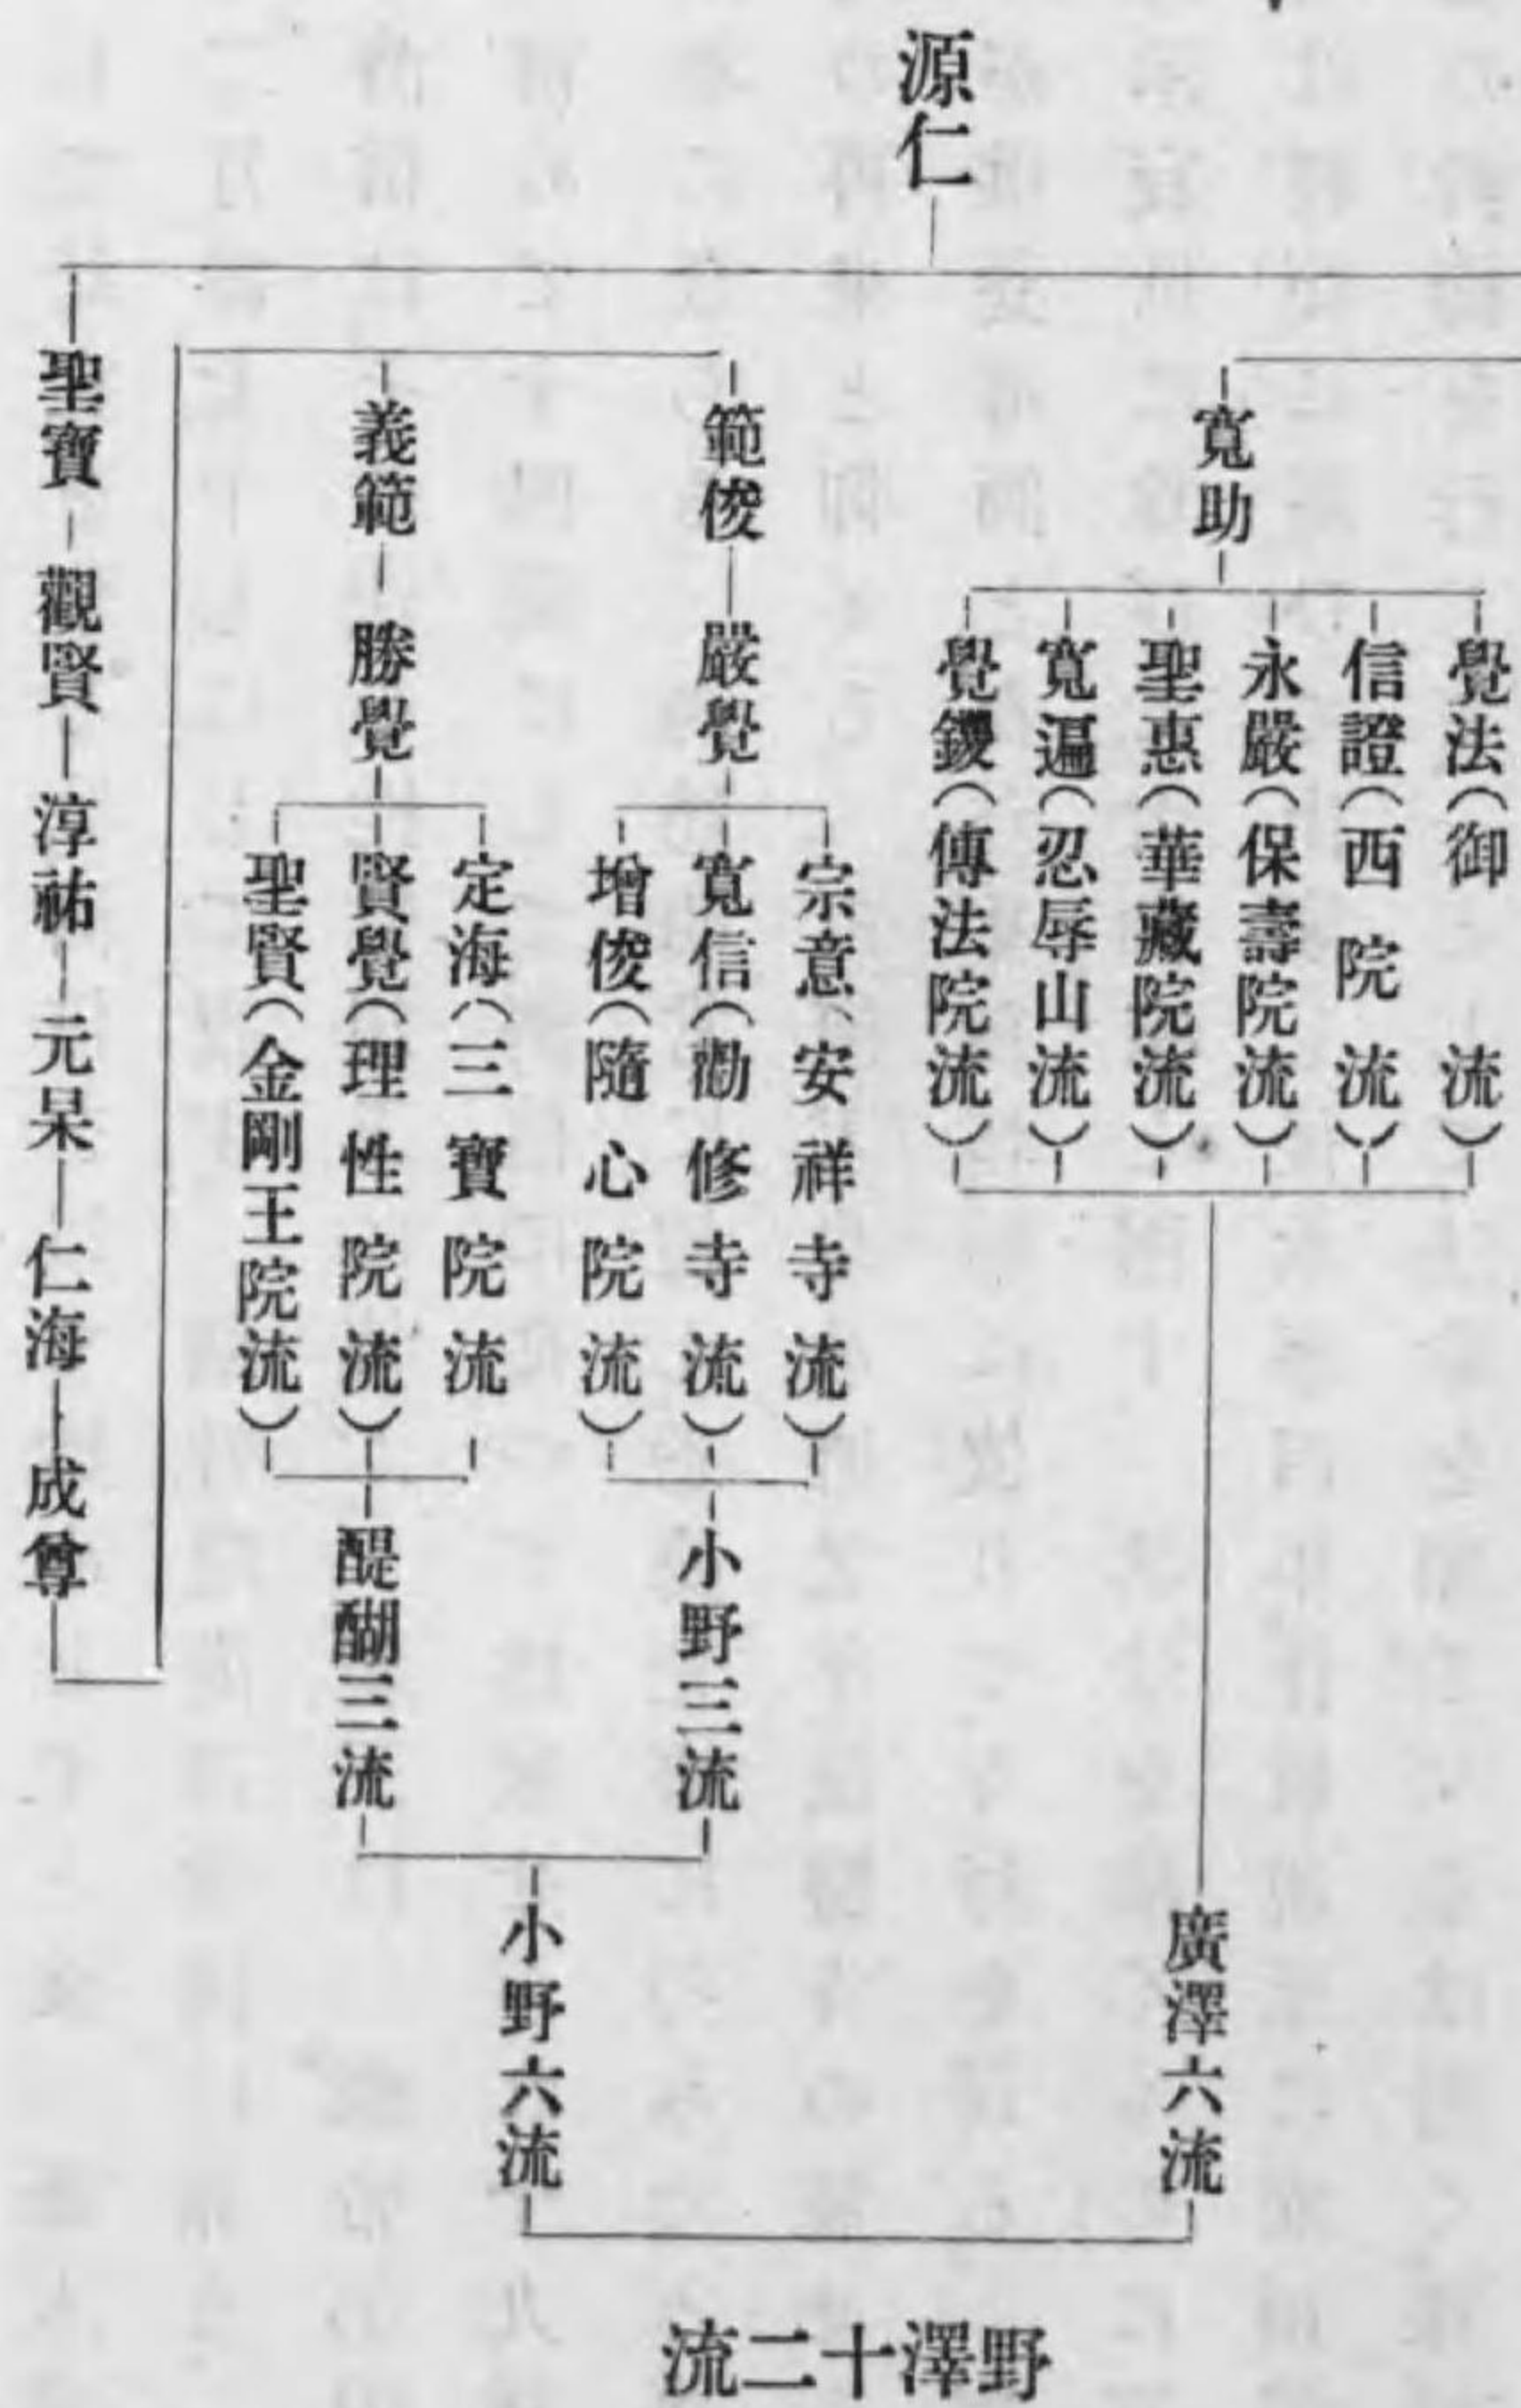 源仁
寬助
覺法（御流）
信證（西院流）
永嚴（保壽院流）
聖惠（華藏院流）
寬遍（忍辱山流）
覺鑁（傳法院流）
廣澤六流
範俊
嚴覺
宗意（安祥寺流）
寬信（勸修寺流）
增俊（隨心院流）
小野三流
義範
勝覺
定海（三寶院流
賢覺（理性院流）
聖賢（金剛王院流）
醍醐三流
小野六流
聖寶―觀賢―淳祐―元杲―仁海―成尊
野澤十二流